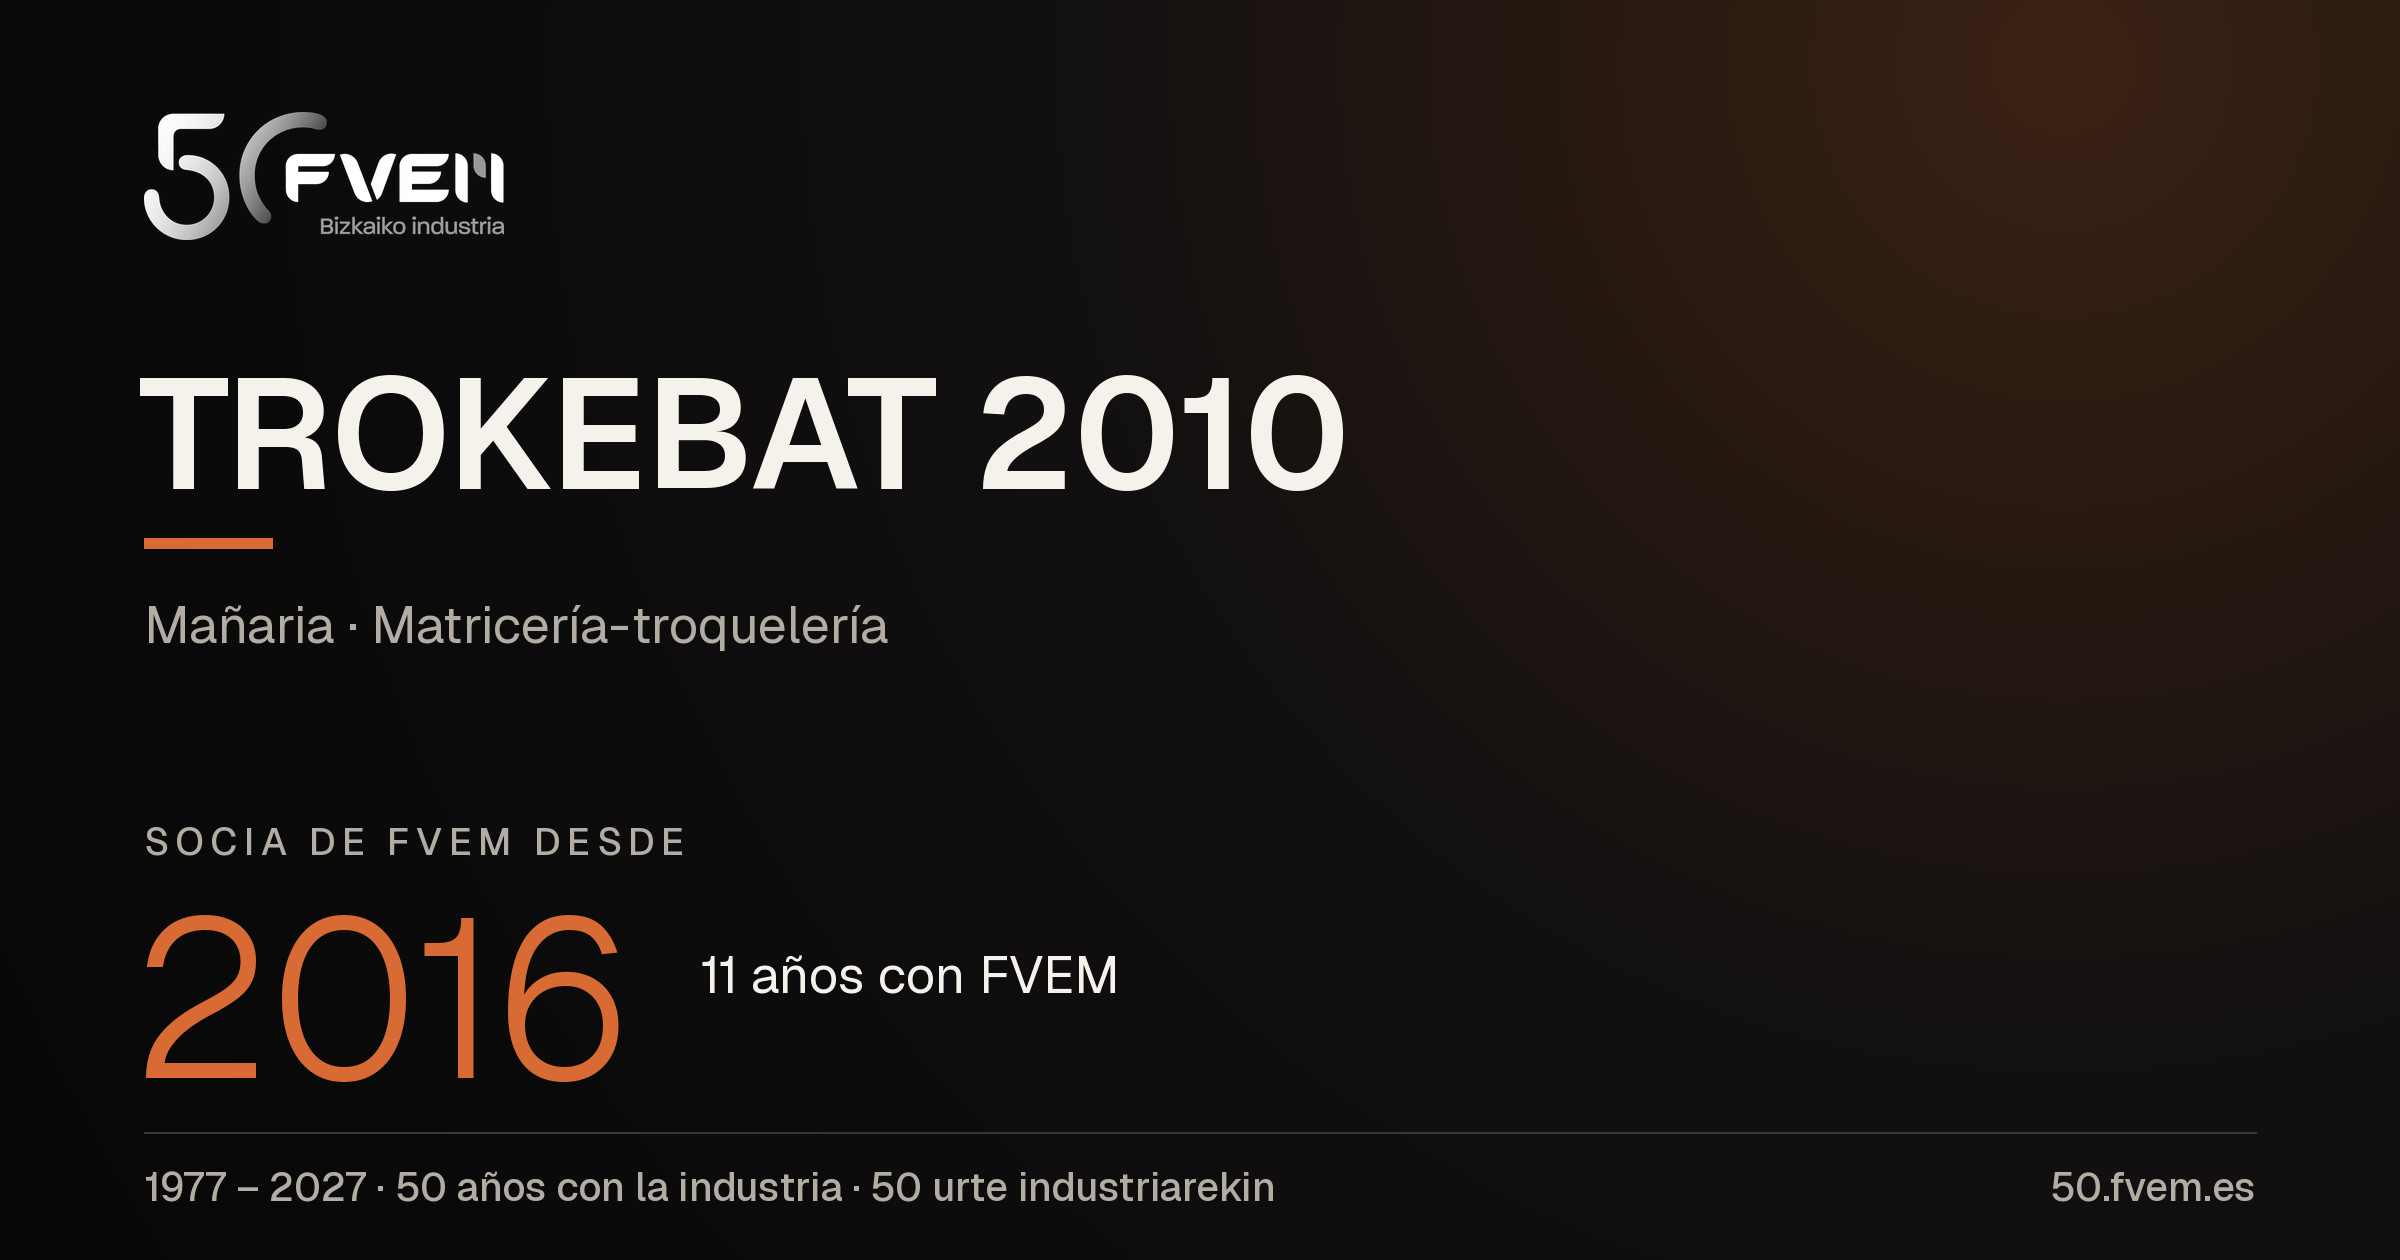 50 FVEM
Bizkaiko industria
TROKEBAT 2010
Mañaria · Matricería-troquelería
SOCIA DE FVEM DESDE
2016
11 años con FVEM
1977 – 2027 · 50 años con la industria · 50 urte industriarekin
50.fvem.es